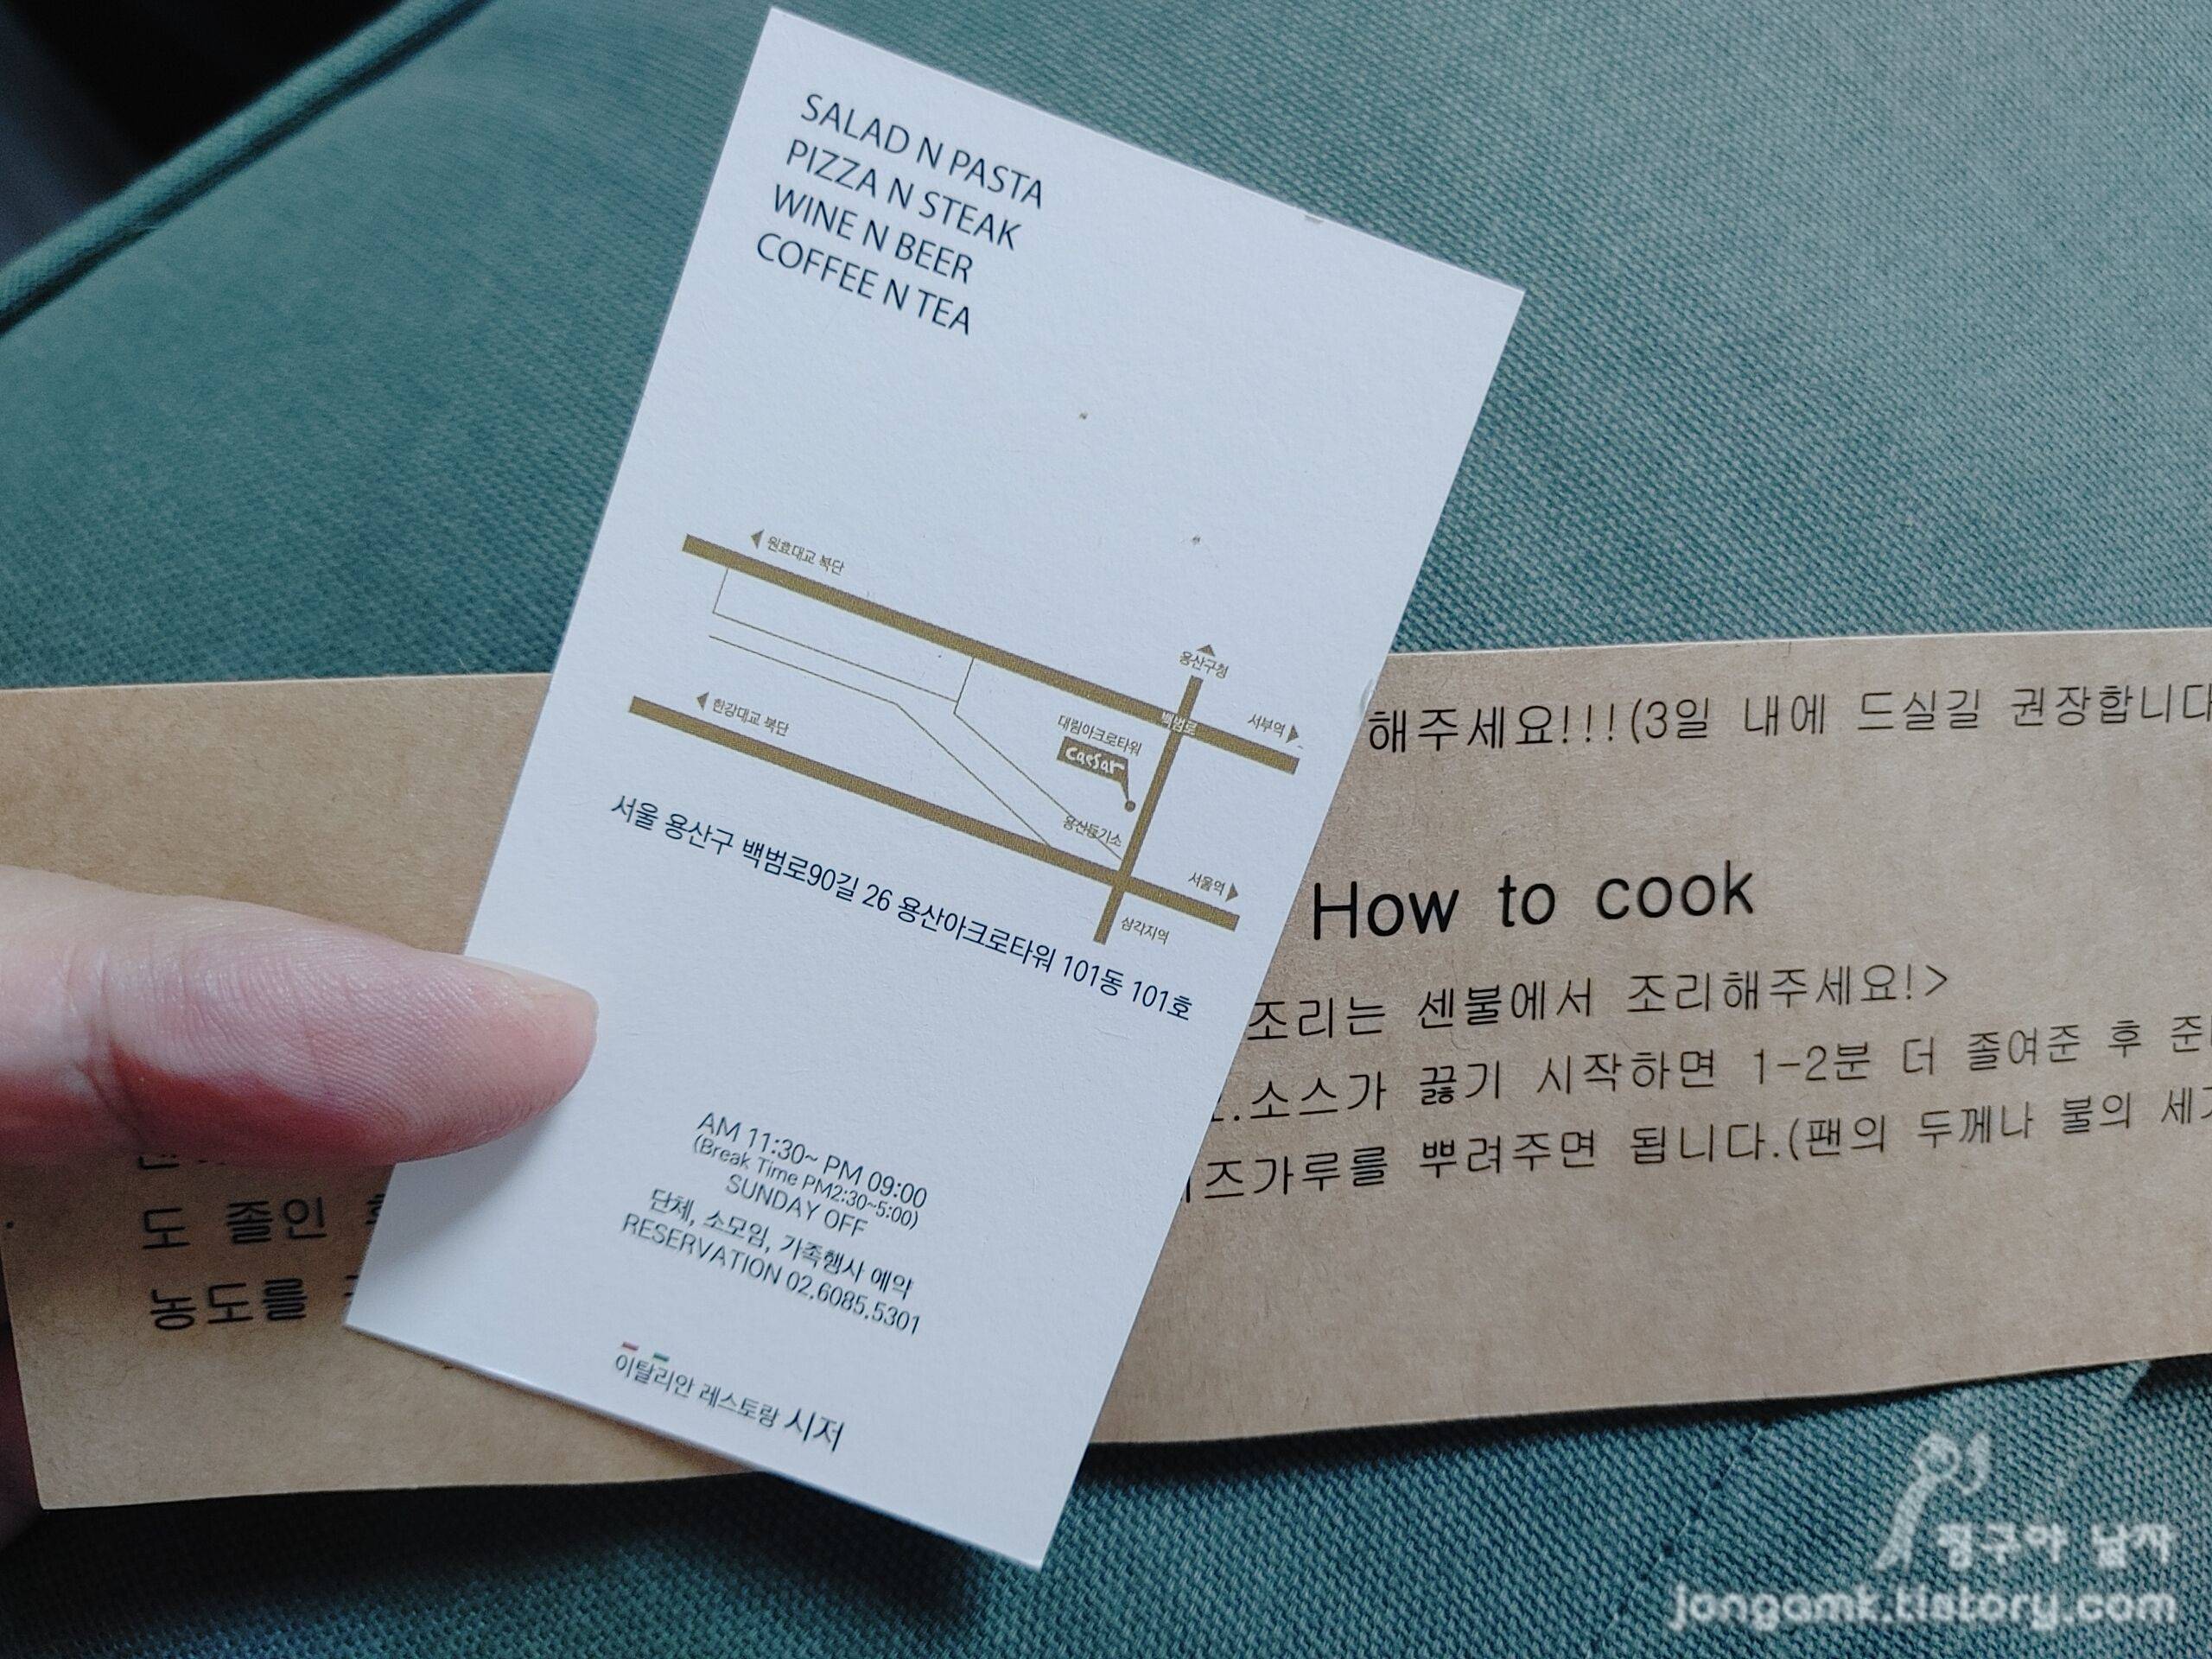 SALAD N PASTA
PIZZA N STEAK
WINE N BEER
COFFEE N TEA
원효대교 북단
용산구청
한강대교 북단
백범로
서부역
대림아크로타워
Caesar
용산등기소
서울역
삼각지역
서울 용산구 백범로90길 26 용산아크로타워 101동 101호
AM 11:30~ PM 09:00
(Break Time PM2:30~5:00)
SUNDAY OFF
단체, 소모임, 가족행사 예약
RESERVATION 02.6085.5301
이탈리안 레스토랑 시저
해주세요!!!(3일 내에 드실길 권장합니다
How to cook
조리는 센불에서 조리해주세요!>
.소스가 끓기 시작하면 1-2분 더 졸여준 후
즈가루를 뿌려주면 됩니다.(팬의 두께나 불의
도 졸인
농도를
핑구야 날자
jongamk.tistory.com